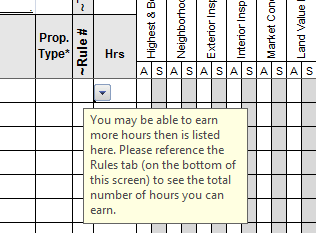 Prop.
Type*
~Rule #
Hrs
Highest & B
Neighborhoo
Exterior Insp
Interior Insp
Market Con
Land Value
A S A S A S A S A S A S
You may be able to earn
more hours then is listed
here. Please reference the
Rules tab (on the bottom of
this screen) to see the total
number of hours you can
earn.